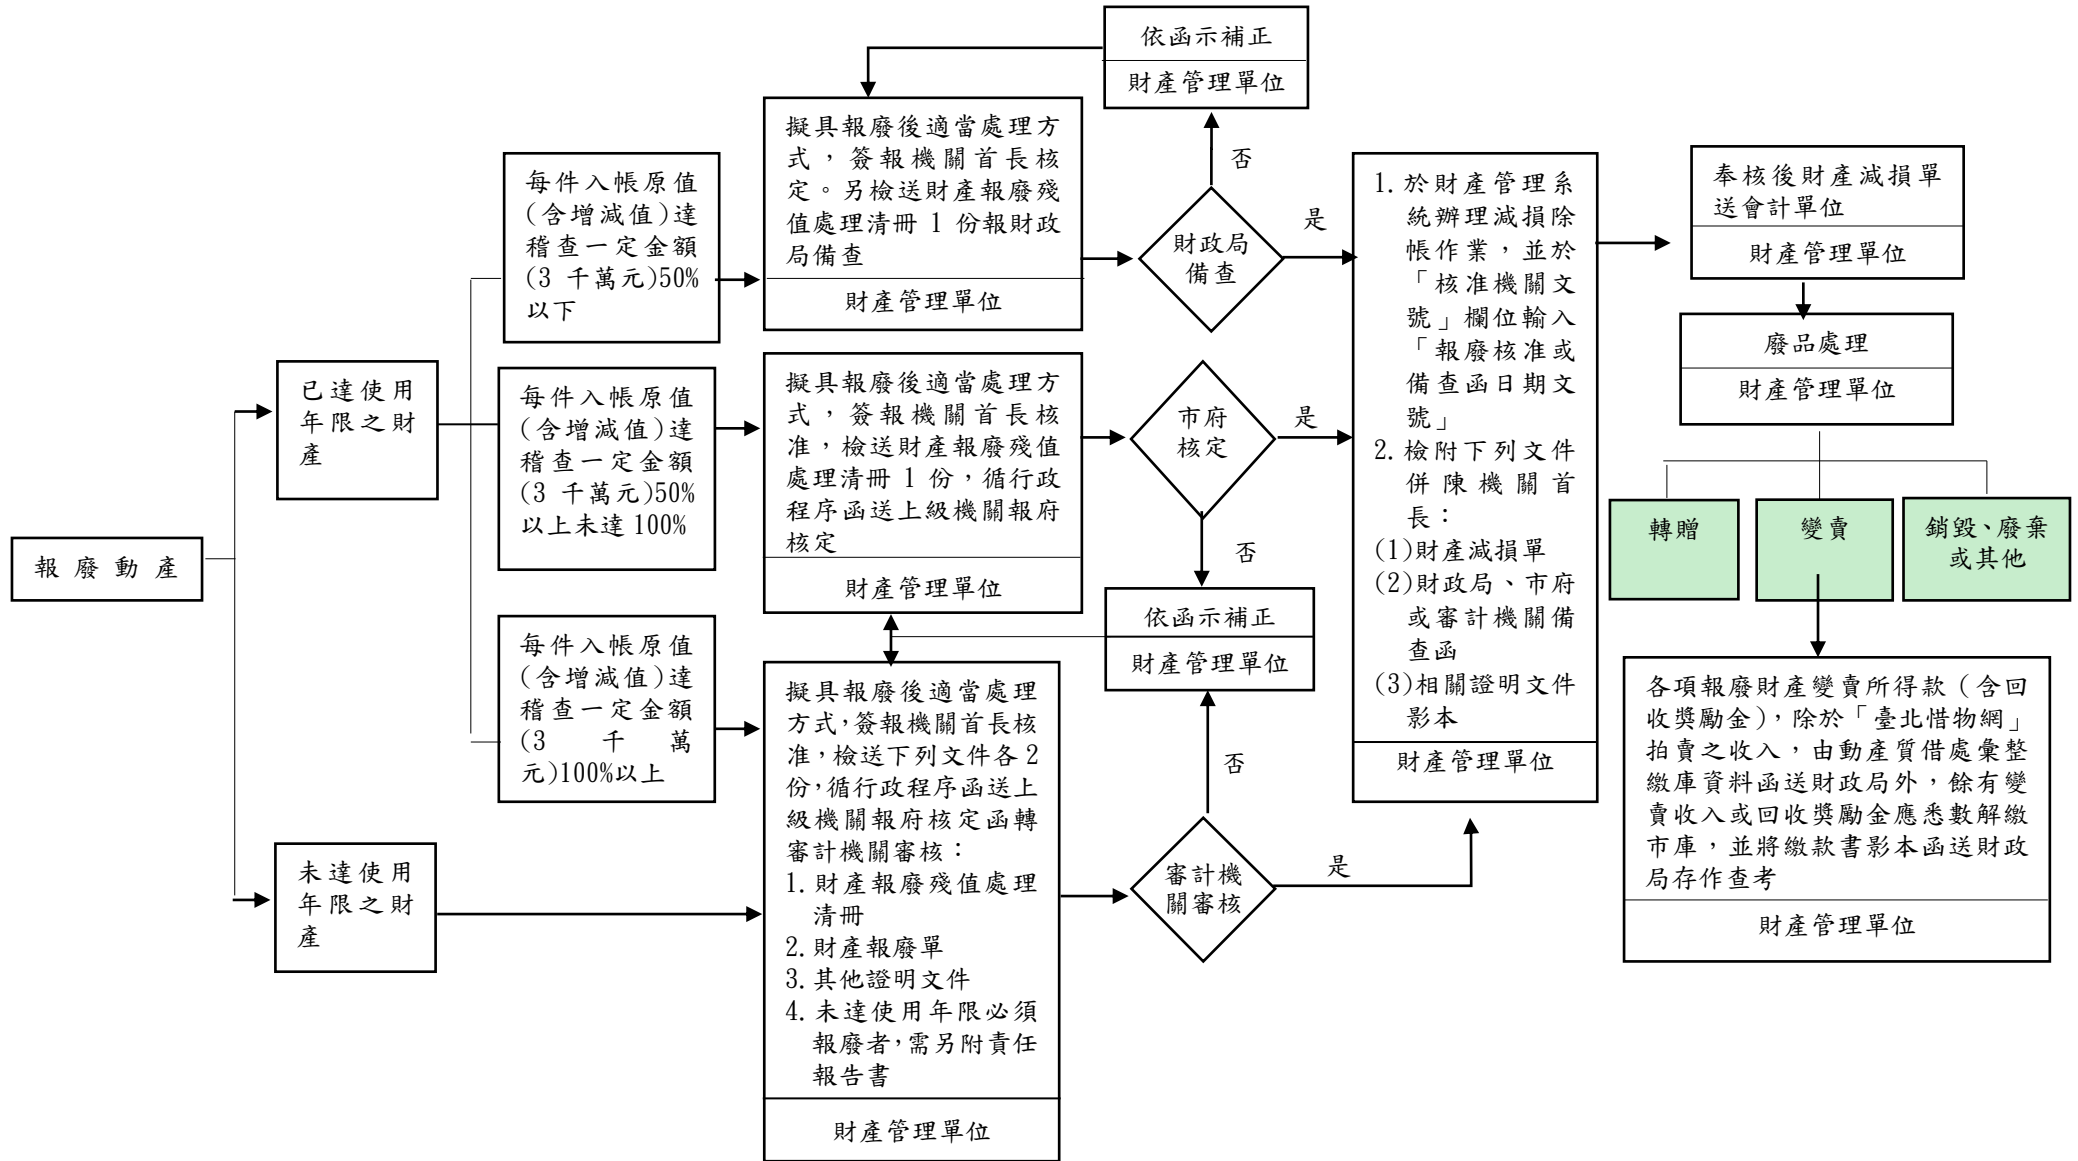 報廢動產
已達使用
年限之財
產
未達使用
年限之財
產
每件入帳原值
(含增減值)達
稽查一定金額
(3 千萬元)50%
以下
每件入帳原值
(含增減值)達
稽查一定金額
(3 千萬元)50%
以上未達 100%
每件入帳原值
(含增減值)達
稽查一定金額
(3 千 萬
元)100%以上
擬具報廢後適當處理方
式,簽報機關首長核
定。另檢送財產報廢殘
值處理清冊 1 份報財政
局備查
財產管理單位
擬具報廢後適當處理方
式,簽報機關首長核
准,檢送財產報廢殘值
處理清冊 1 份,循行政
程序函送上級機關報府
核定
財產管理單位
擬具報廢後適當處理
方式,簽報機關首長核
准,檢送下列文件各 2
份,循行政程序函送上
級機關報府核定函轉
審計機關審核:
1. 財產報廢殘值處理
清冊
2. 財產報廢單
3. 其他證明文件
4. 未達使用年限必須
報廢者,需另附責任
報告書
財產管理單位
依函示補正
財產管理單位
否
財政局
備查
是
市府
核定
是
否
依函示補正
財產管理單位
否
審計機
關審核
是
1. 於財產管理系
統辦理減損除
帳作業,並於
「核准機關文
號」欄位輸入
「報廢核准或
備查函日期文
號」
2. 檢附下列文件
併陳機關首
長:
(1)財產減損單
(2)財政局、市府
或審計機關備
查函
(3)相關證明文件
影本
財產管理單位
奉核後財產減損單
送會計單位
財產管理單位
廢品處理
財產管理單位
轉贈
變賣
銷毀、廢棄
或其他
各項報廢財產變賣所得款(含回
收獎勵金),除於「臺北惜物網」
拍賣之收入,由動產質借處彙整
繳庫資料函送財政局外,餘有變
賣收入或回收獎勵金應悉數解繳
市庫,並將繳款書影本函送財政
局存作查考
財產管理單位